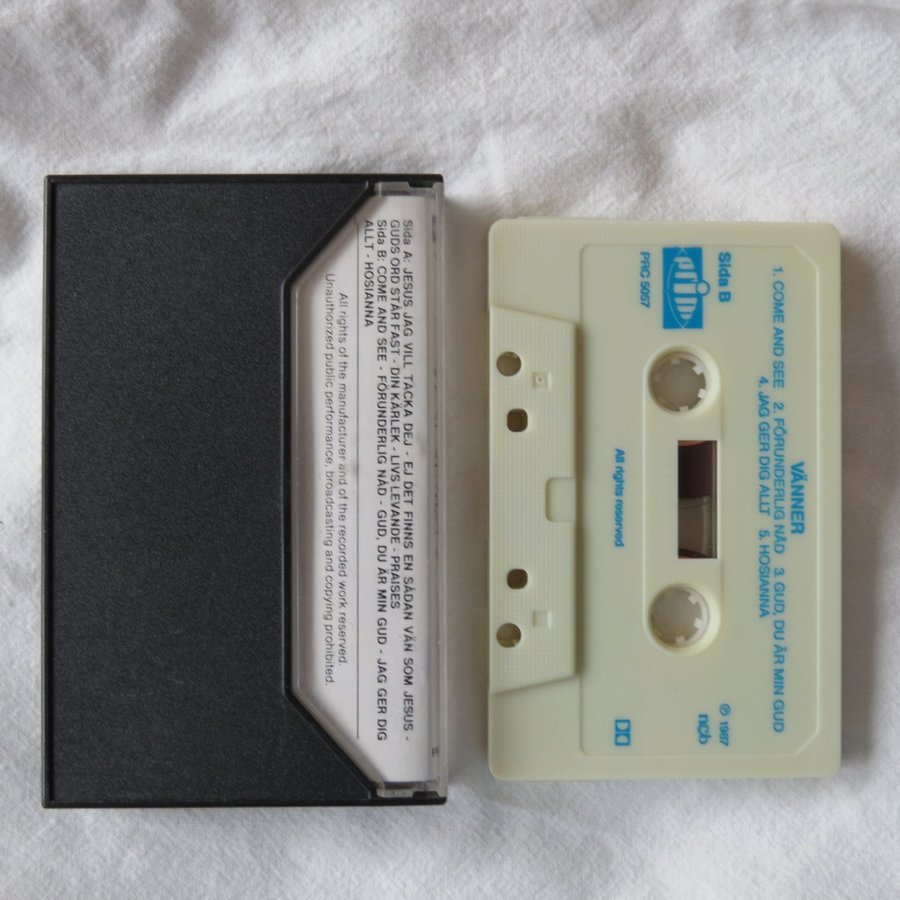 Sida A: JESUS JAG VILL TACKA DEJ - EJ DET FINNS EN SÅDAN VÄN SOM JESUS -
GUDS ORD STÅR FAST - DIN KÄRLEK - LIVS LEVANDE - PRAISES
Sida B: COME AND SEE - FÖRUNDERLIG NÅD - GUD, DU ÄR MIN GUD - JAG GER DIG
ALLT - HOSIANNA
All rights of the manufacturer and of the recorded work reserved.
Unauthorized public performance, broadcasting and copying prohibited.
VÄNNER
1. COME AND SEE 2. FÖRUNDERLIG NÅD 3. GUD, DU ÄR MIN GUD
4. JAG GER DIG ALLT 5. HOSIANNA
Sida B
℗ 1987
prim
ncb
PRC 5067
All rights reserved